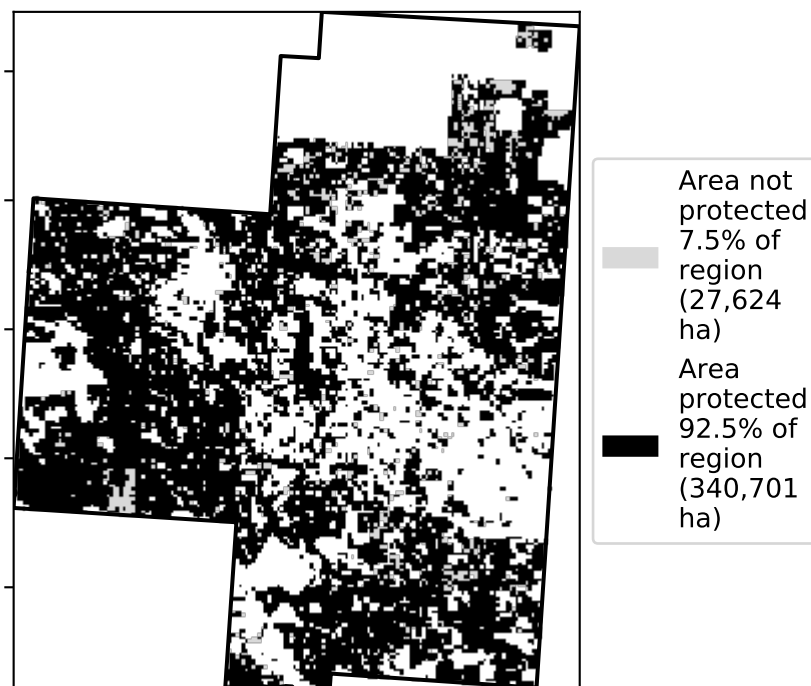 Area not
protected
7.5% of
region
(27,624
ha)
Area
protected
92.5% of
region
(340,701
ha)